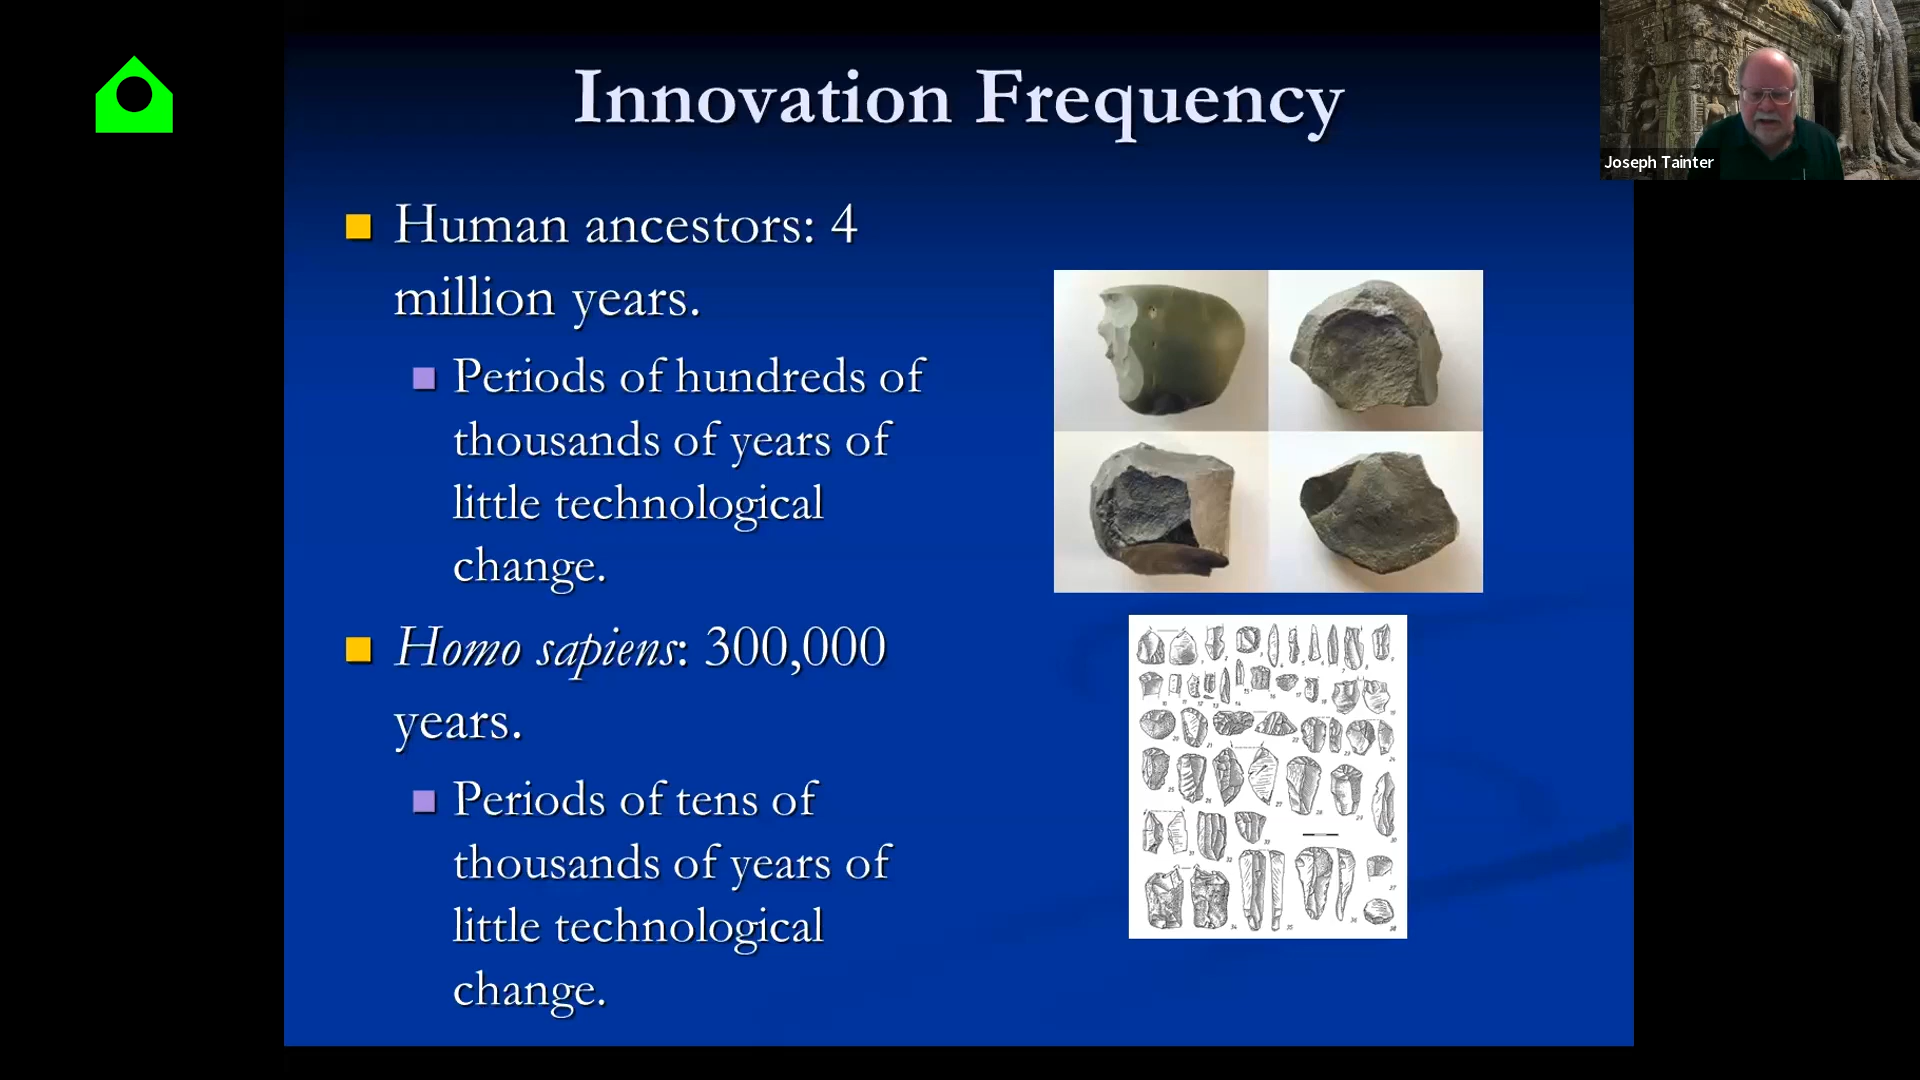 Innovation Frequency
Joseph Tainter
Human ancestors: 4
million years.
Periods of hundreds of
thousands of years of
little technological
change.
Homo sapiens: 300,000
years.
Periods of tens of
thousands of years of
little technological
change.